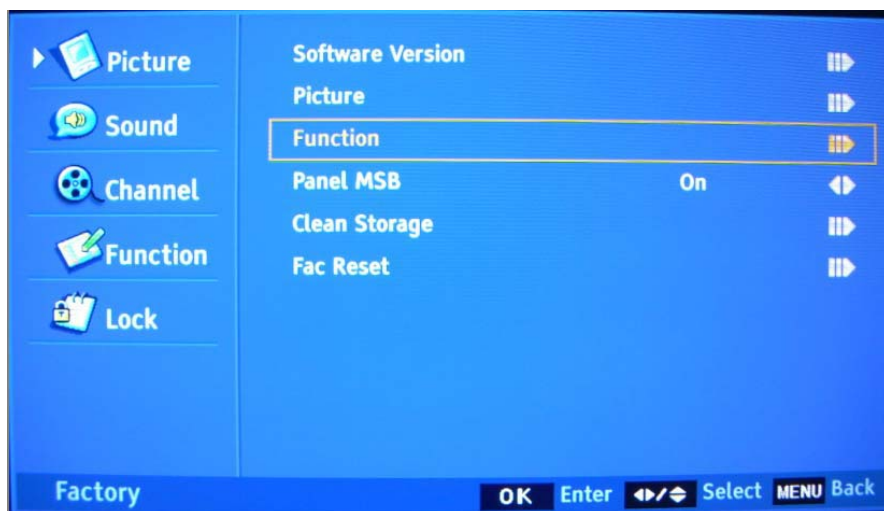 Picture
Sound
Channel
Function
Lock
Software Version
Picture
Function
Panel MSB On
Clean Storage
Fac Reset
Factory OK Enter Select MENU Back